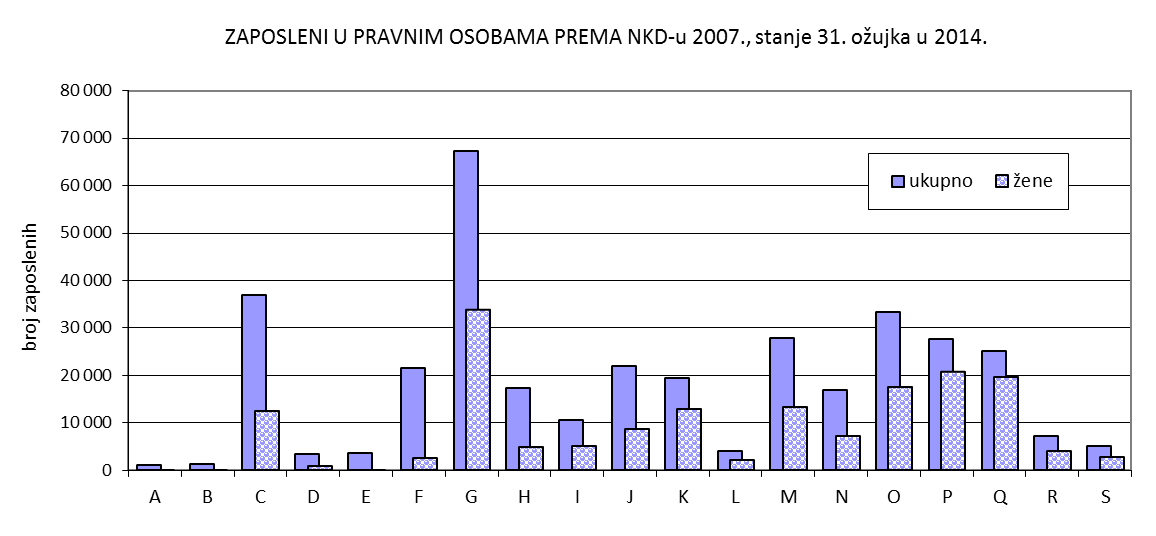 ZAPOSLENI U PRAVNIM OSOBAMA PREMA NKD-u 2007., stanje 31. ožujka u 2014.
80 000
70 000
60 000
50 000
40 000
30 000
20 000
10 000
0
broj zaposlenih
ukupno žene
A B C D E F G H I J K L M N O P Q R S